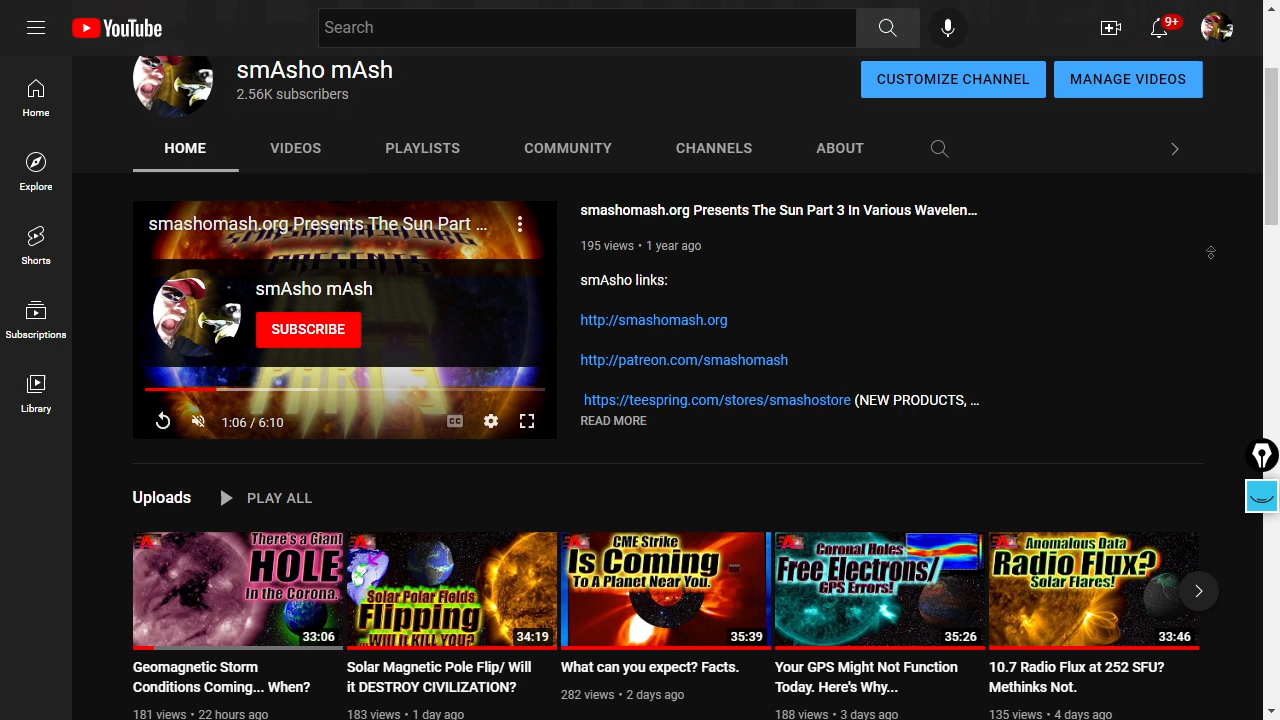 YouTube
Search
9+
Home
Explore
Shorts
Subscriptions
Library
smAsho mAsh
2.56K subscribers
CUSTOMIZE CHANNEL
MANAGE VIDEOS
HOME
VIDEOS
PLAYLISTS
COMMUNITY
CHANNELS
ABOUT
smashomash.org Presents The Sun Part ...
SMASHOMASH.ORG
PRESENTS
PART 3
smAsho mAsh
SUBSCRIBE
1:06 / 6:10
CC
smashomash.org Presents The Sun Part 3 In Various Wavelen...
195 views • 1 year ago
smAsho links:
http://smashomash.org
http://patreon.com/smashomash
https://teespring.com/stores/smashostore (NEW PRODUCTS, ...
READ MORE
Uploads
PLAY ALL
There's a Giant
HOLE
In the Corona.
33:06
Geomagnetic Storm
Conditions Coming... When?
181 views • 22 hours ago
Solar Polar Fields
Flipping
...WILL it KILL YOU?
34:19
Solar Magnetic Pole Flip/ Will
it DESTROY CIVILIZATION?
183 views • 1 day ago
CME Strike
Is Coming
To A Planet Near You.
35:39
What can you expect? Facts.
282 views • 2 days ago
Coronal Holes
Free Electrons/
GPS Errors!
35:26
Your GPS Might Not Function
Today. Here's Why...
188 views • 3 days ago
Anomalous Data
Radio Flux?
Solar Flares!
33:46
10.7 Radio Flux at 252 SFU?
Methinks Not.
135 views • 4 days ago